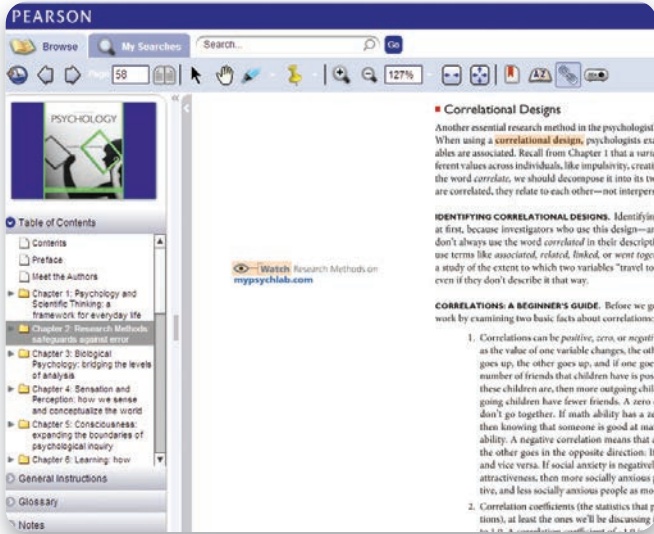 PEARSON
Browse
My Searches
Search...
Go
Page 58
127%
PSYCHOLOGY
Table of Contents
Contents
Preface
Meet the Authors
Chapter 1: Psychology and
Scientific Thinking: a
framework for everyday life
Chapter 2: Research Methods:
safeguards against error
Chapter 3: Biological
Psychology: bridging the levels
of analysis
Chapter 4: Sensation and
Perception: how we sense
and conceptualize the world
Chapter 5: Consciousness:
expanding the boundaries of
psychological inquiry
Chapter 6: Learning: how
General Instructions
Glossary
Notes
Watch Research Methods on
mypsychlab.com
Correlational Designs
Another essential research method in the psychologist
When using a correlational design, psychologists exa
ables are associated. Recall from Chapter 1 that a varia
ferent values across individuals, like impulsivity, creati
the word correlate, we should decompose it into its tw
are correlated, they relate to each other—not interpers
IDENTIFYING CORRELATIONAL DESIGNS. Identifyin
at first, because investigators who use this design—an
don't always use the word correlated in their descripti
use terms like associated, related, linked, or went toge
a study of the extent to which two variables "travel to
even if they don't describe it that way.
CORRELATIONS: A BEGINNER'S GUIDE. Before we go
work by examining two basic facts about correlations:
1. Correlations can be positive, zero, or negativ
as the value of one variable changes, the oth
goes up, the other goes up, and if one goe
number of friends that children have is pos
these children are, then more outgoing chil
going children have fewer friends. A zero c
don't go together. If math ability has a ze
then knowing that someone is good at ma
ability. A negative correlation means that a
the other goes in the opposite direction. If
and vice versa. If social anxiety is negativel
attractiveness, then more socially anxious p
tive, and less socially anxious people as mo
2. Correlation coefficients (the statistics that p
tions), at least the ones we'll be discussing